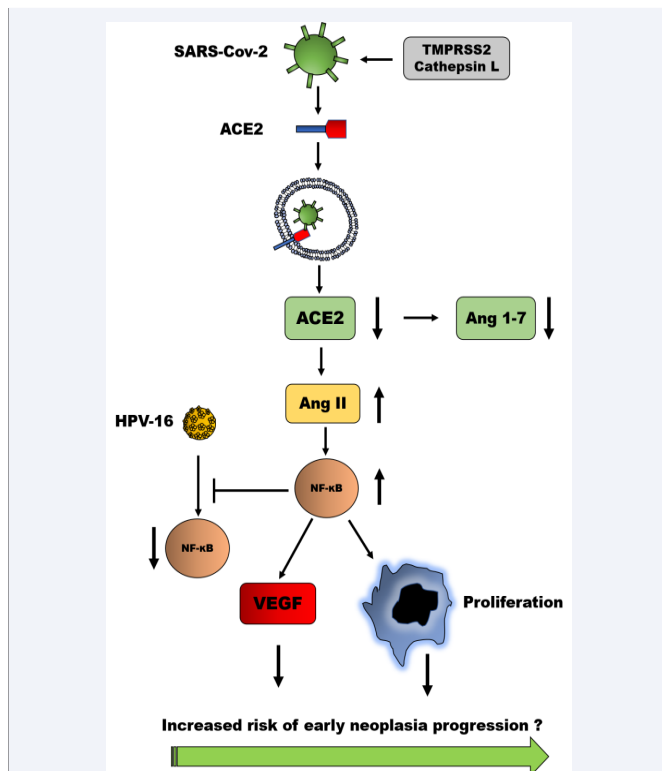 SARS-Cov-2
TMPRSS2
Cathepsin L
ACE2
ACE2
Ang 1-7
Ang II
HPV-16
NF-κB
NF-κB
VEGF
Proliferation
Increased risk of early neoplasia progression ?